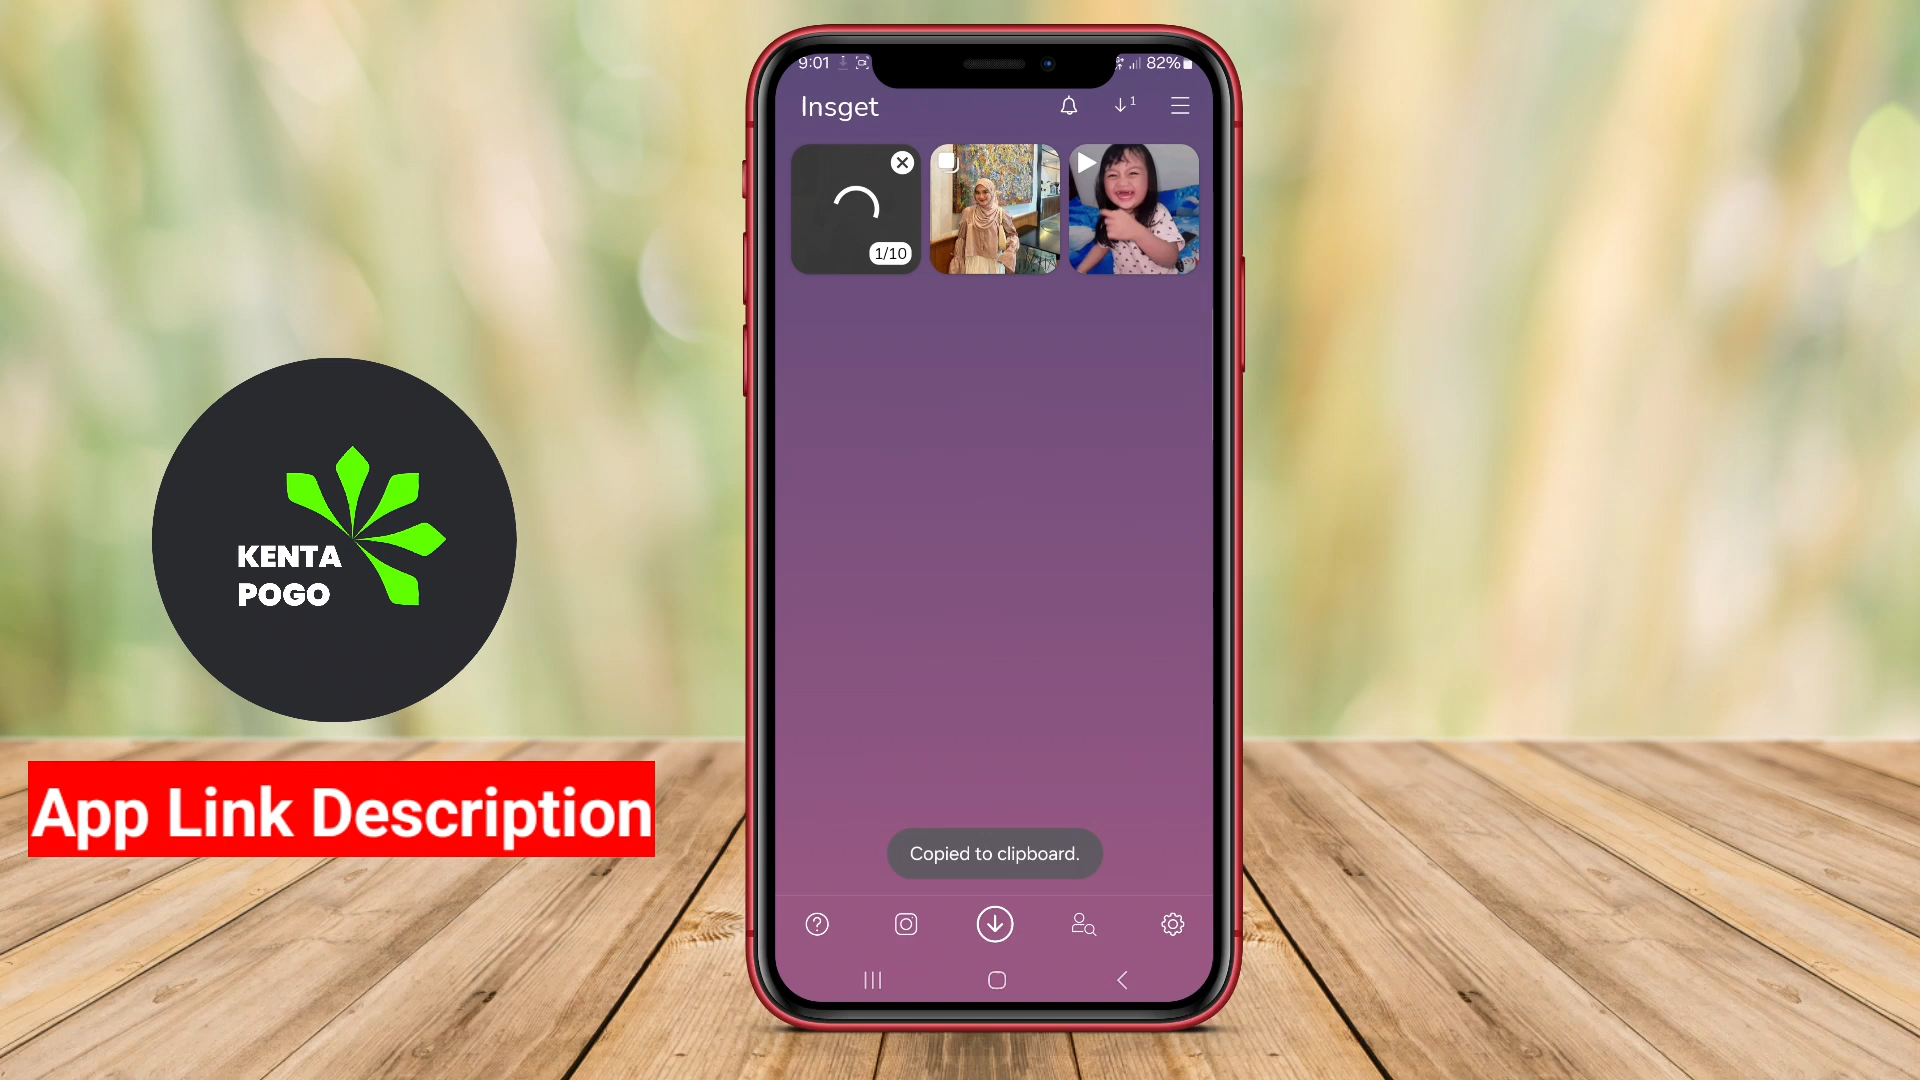 9:01
82%
Insget
1
1/10
KENTA
POGO
App Link Description
Copied to clipboard.